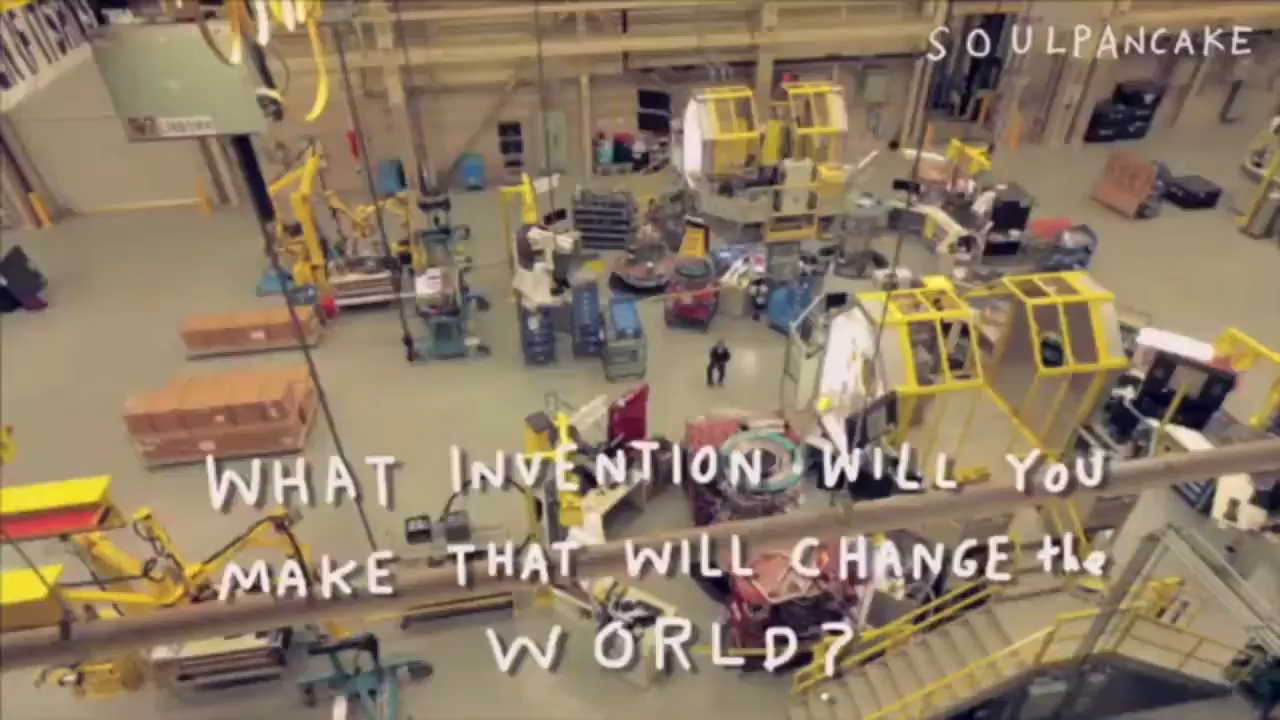 SOULPANCAKE
WHAT INVENTION WILL YOU
MAKE THAT WILL CHANGE the
WORLD?